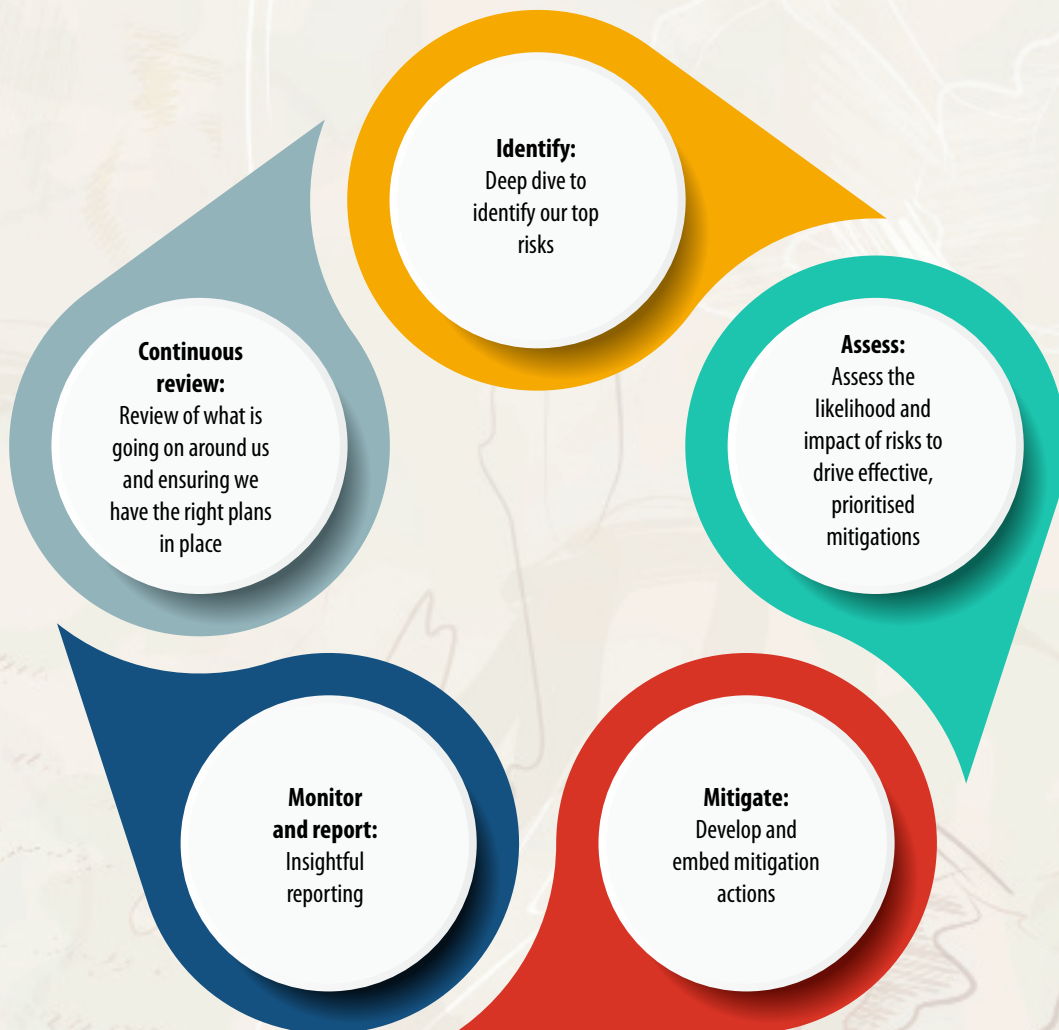 Identify:
Deep dive to
identify our top
risks
Assess:
Assess the
likelihood and
impact of risks to
drive effective,
prioritised
mitigations
Mitigate:
Develop and
embed mitigation
actions
Monitor
and report:
Insightful
reporting
Continuous
review:
Review of what is
going on around us
and ensuring we
have the right plans
in place